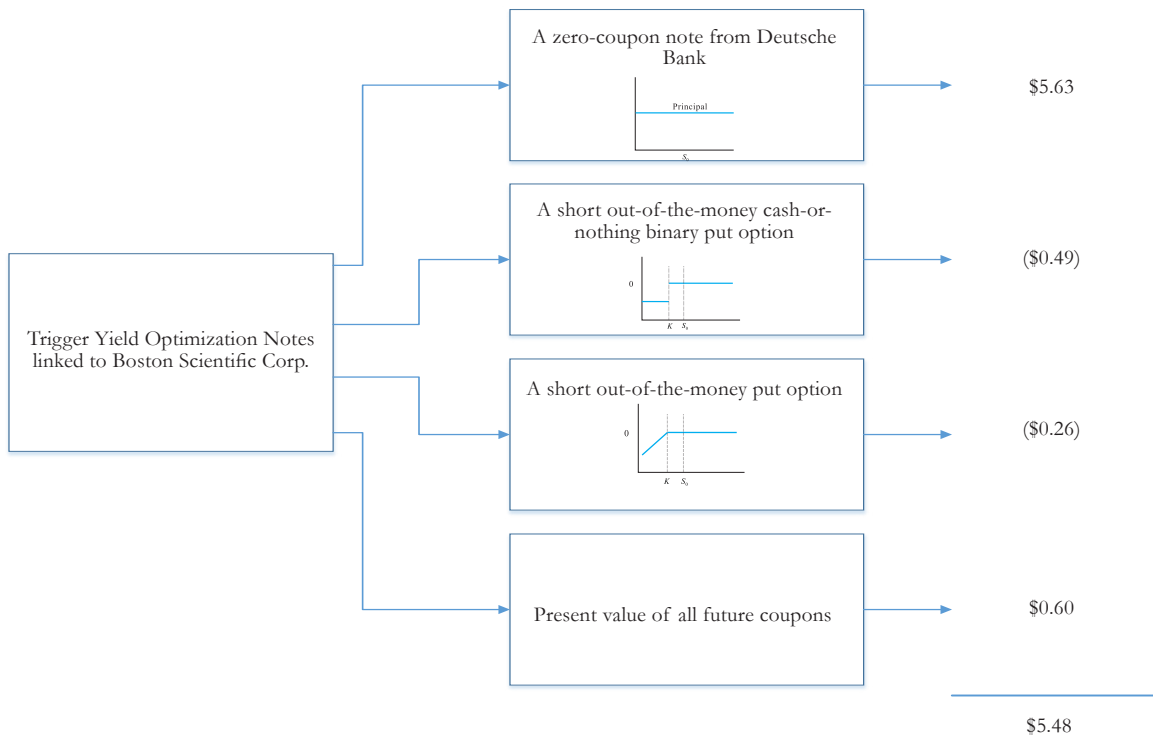 A zero-coupon note from Deutsche
Bank
Principal
S₀
$5.63
A short out-of-the-money cash-or-
nothing binary put option
0
K S₀
($0.49)
Trigger Yield Optimization Notes
linked to Boston Scientific Corp.
A short out-of-the-money put option
0
K S₀
($0.26)
Present value of all future coupons
$0.60
$5.48